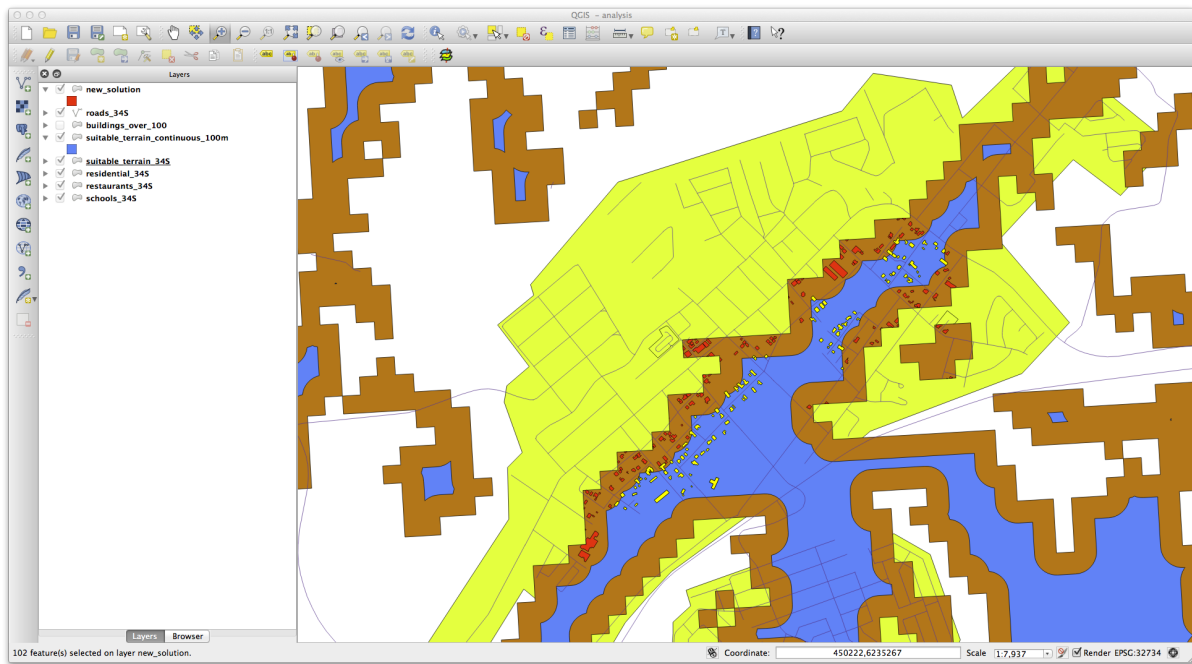 QGIS - analysis
Layers
new_solution
roads_34S
buildings_over_100
suitable_terrain_continuous_100m
suitable_terrain_34S
residential_34S
restaurants_34S
schools_34S
Layers Browser
102 feature(s) selected on layer new_solution.
Coordinate: 450222,6235267 Scale 1:7,937 Render EPSG:32734